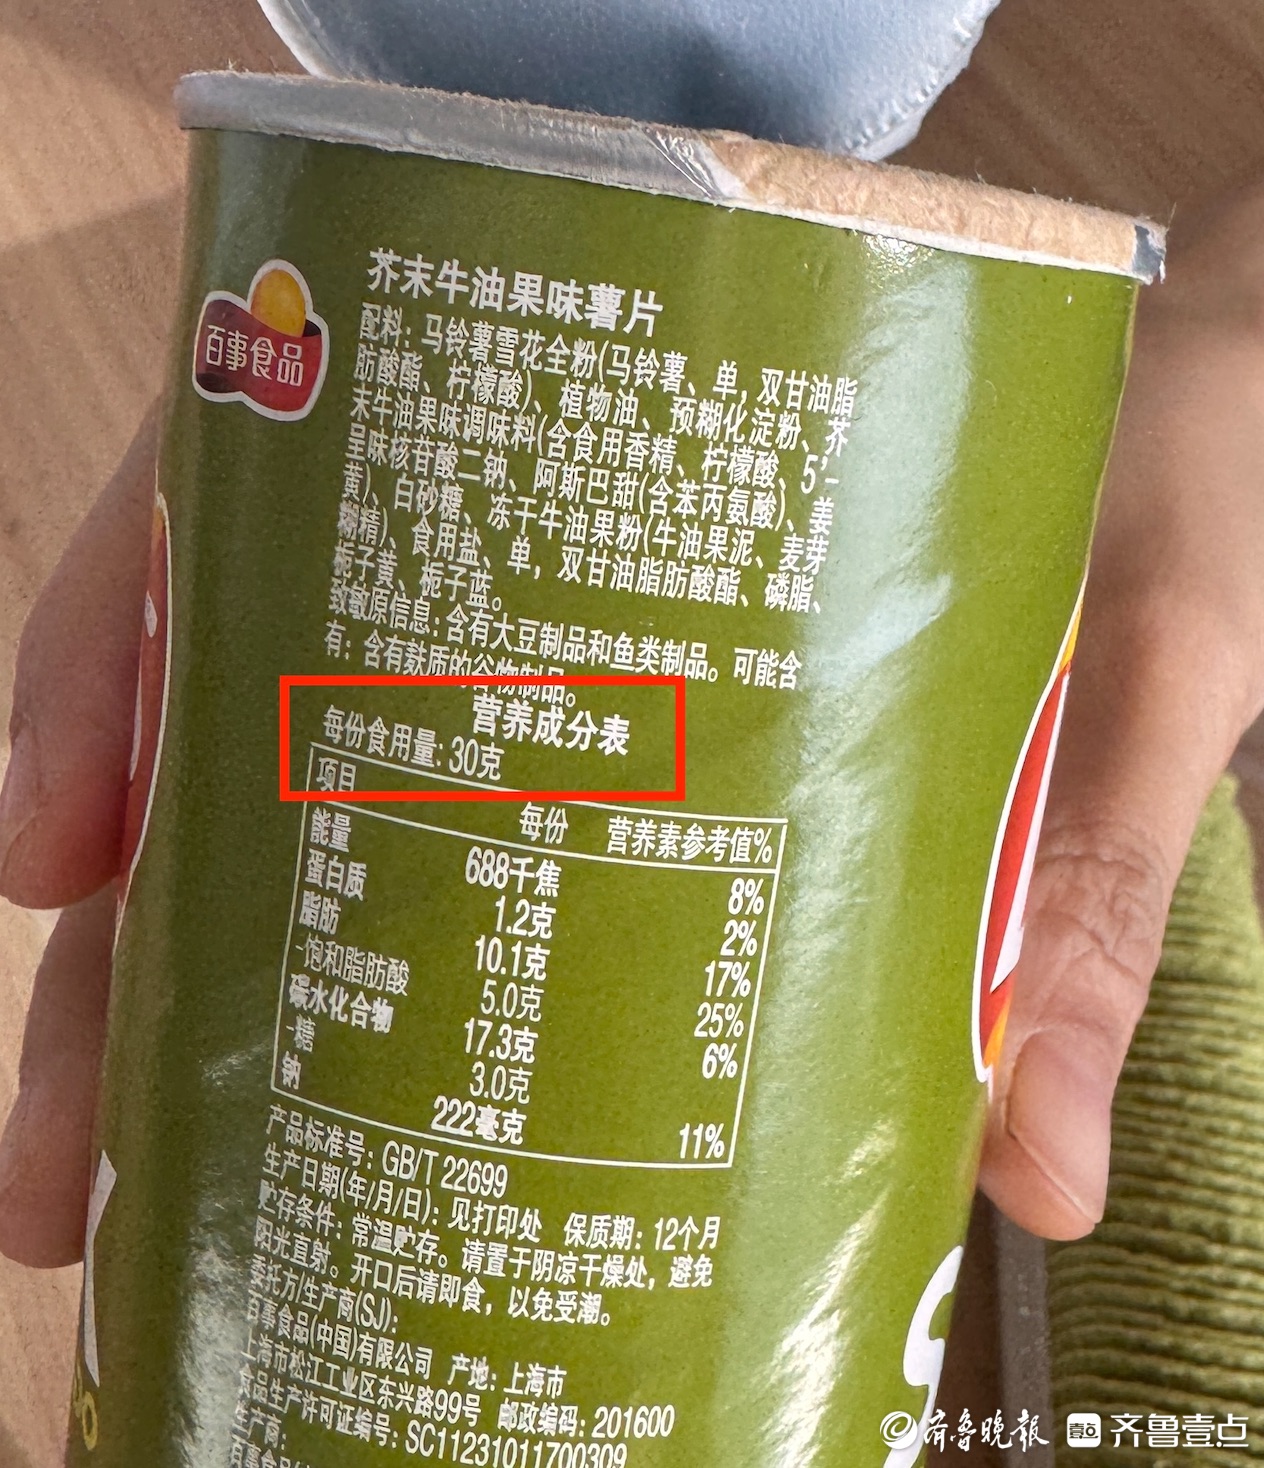 百事食品
芥末牛油果味薯片
配料：马铃薯雪花全粉(马铃薯、单，双甘油脂
肪酸酯、柠檬酸)、植物油、预糊化淀粉、芥
末牛油果味调味料(含食用香精、柠檬酸、5'-
呈味核苷酸二钠、阿斯巴甜(含苯丙氨酸)、姜
黄)、白砂糖、冻干牛油果粉(牛油果泥、麦芽
糊精)、食用盐、单，双甘油脂肪酸酯、磷脂、
栀子黄、栀子蓝。
致敏原信息：含有大豆制品和鱼类制品。可能含
有：含有麸质的谷物制品。
营养成分表
每份食用量：30克
项目 每份 营养素参考值%
能量 688千焦 8%
蛋白质 1.2克 2%
脂肪 10.1克 17%
-饱和脂肪酸 5.0克 25%
碳水化合物 17.3克 6%
-糖 3.0克
钠 222毫克 11%
产品标准号：GB/T 22699
生产日期(年/月/日)：见打印处 保质期：12个月
贮存条件：常温贮存。请置于阴凉干燥处，避免
阳光直射。开口后请即食，以免受潮。
委托方/生产商(SJ)：
百事食品(中国)有限公司 产地：上海市
上海市松江工业区东兴路99号 邮政编码：201600
食品生产许可证编号：SC11231011700309
生产商：
齐鲁晚报 壹点 齐鲁壹点